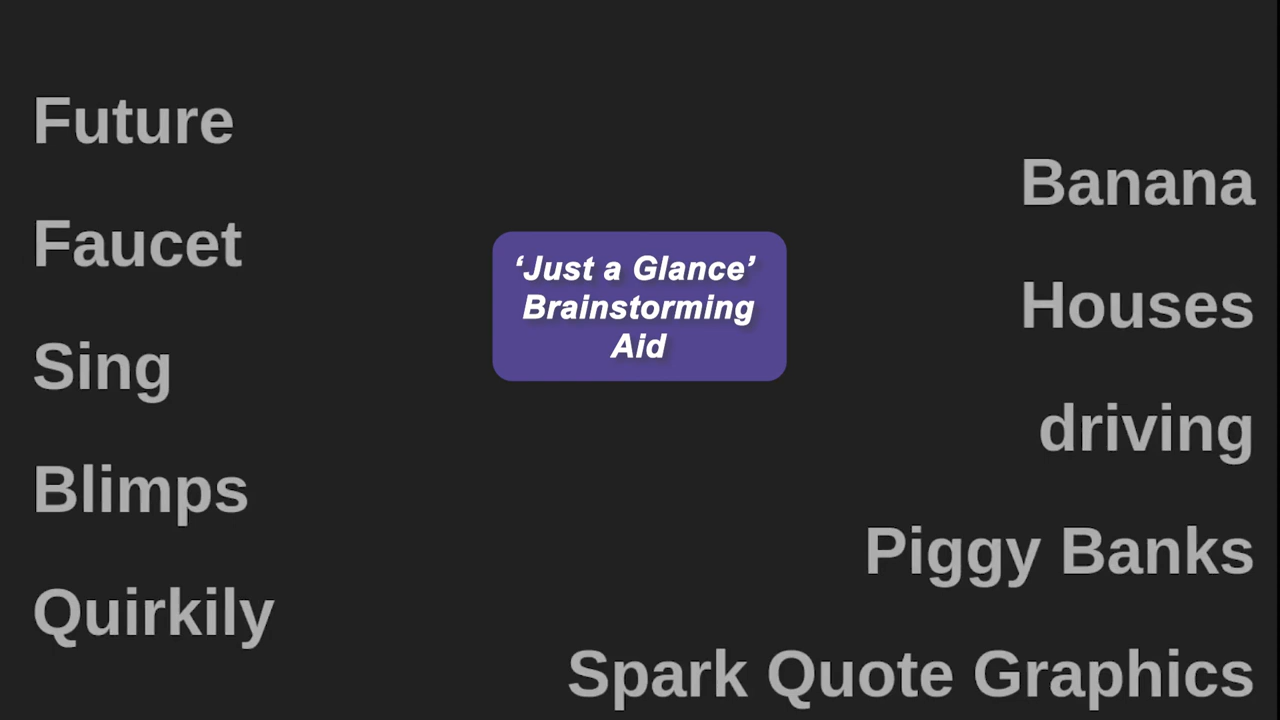 Future
Faucet
Sing
Blimps
Quirkily
‘Just a Glance’
Brainstorming
Aid
Banana
Houses
driving
Piggy Banks
Spark Quote Graphics